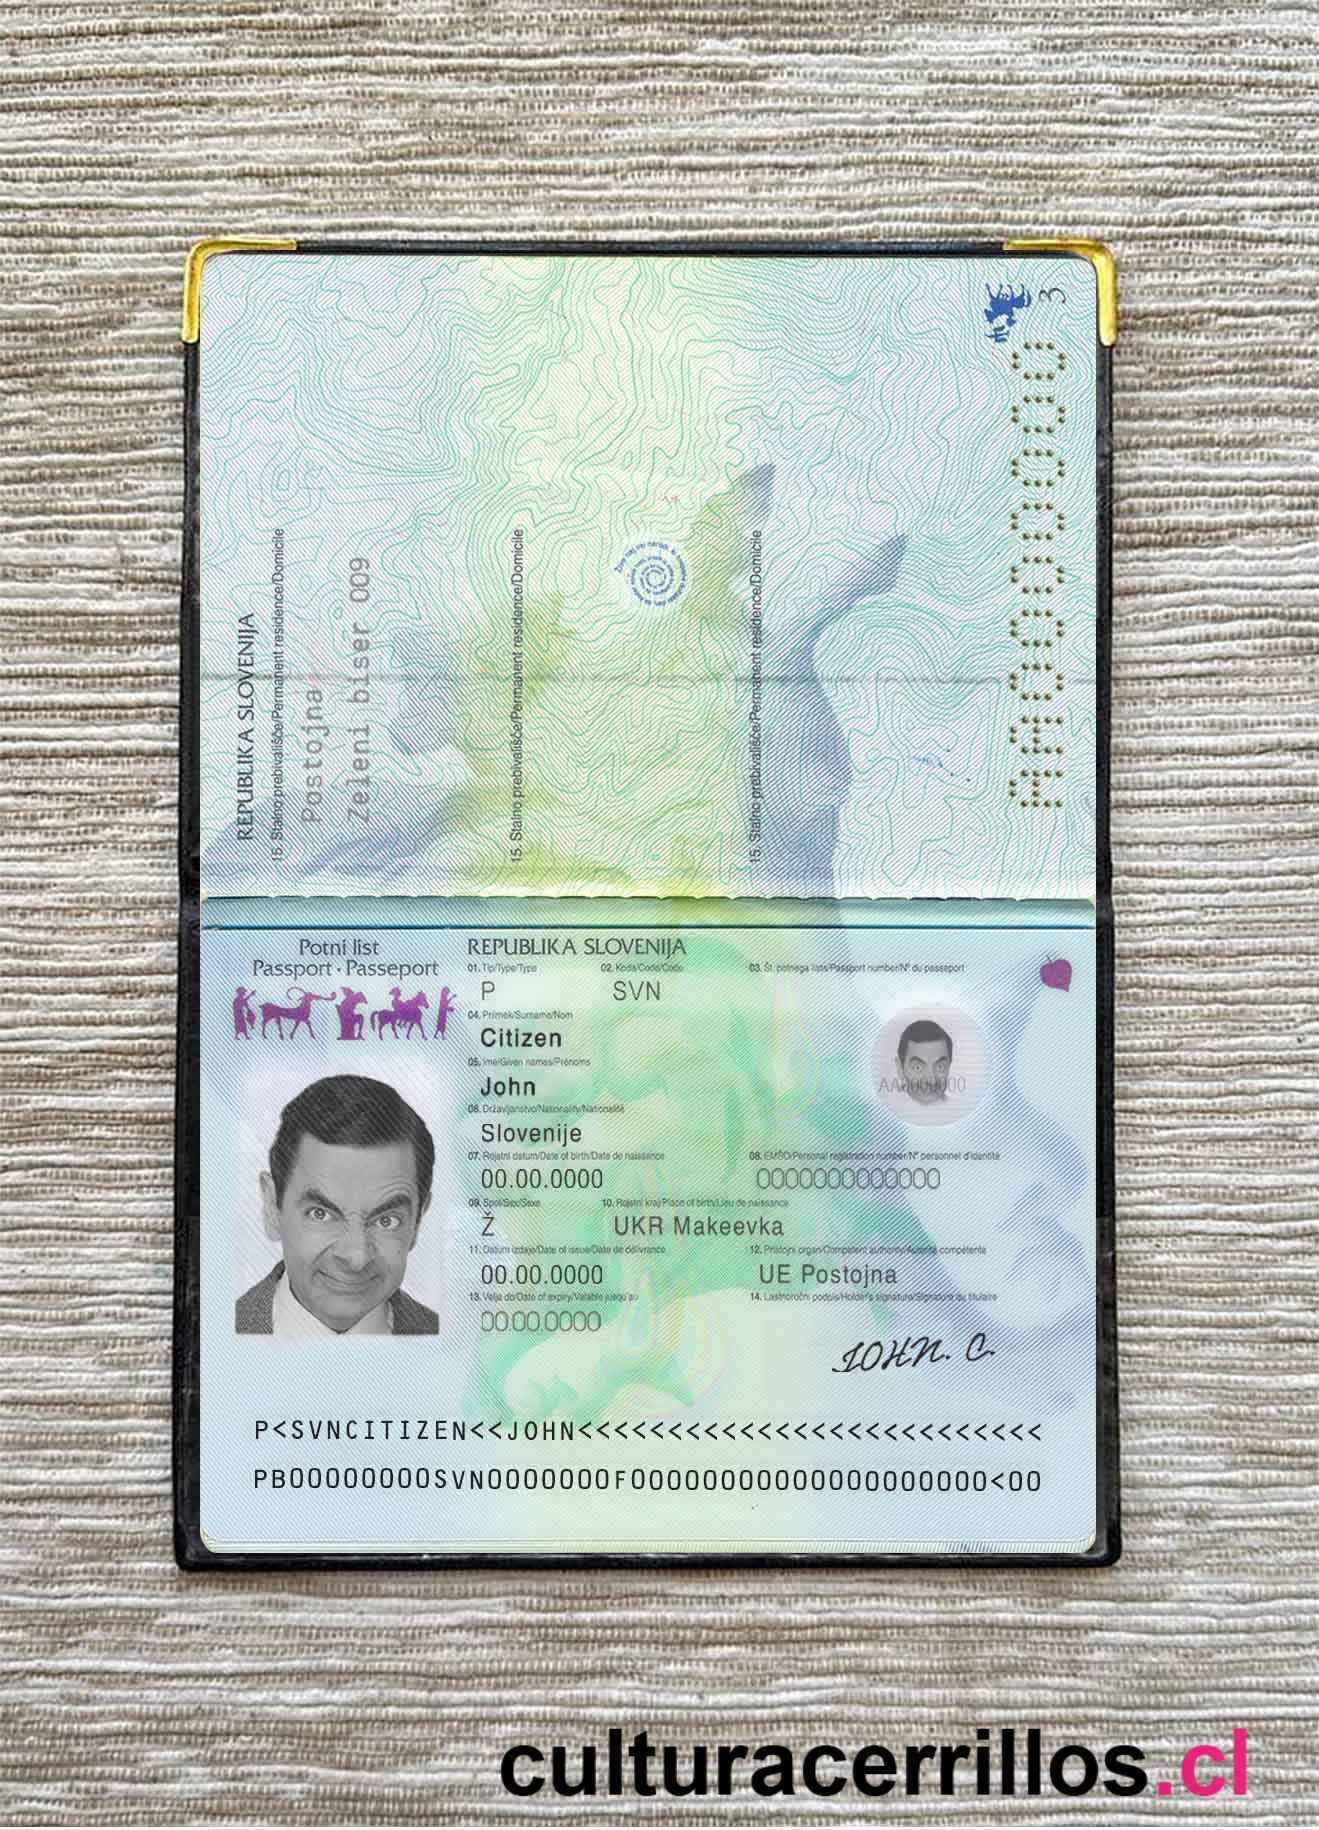 3
AA0000000
REPUBLIKA SLOVENIJA
15. Stalno prebivališče/Permanent residence/Domicile
Postojna
Zeleni biser 009
15. Stalno prebivališče/Permanent residence/Domicile
15. Stalno prebivališče/Permanent residence/Domicile
Potni list
Passport · Passeport
REPUBLIKA SLOVENIJA
01. Tip/Type/Type 02. Koda/Code/Code 03. Št. potnega lista/Passport number/N° du passeport
P SVN
04. Priimek/Surname/Nom
Citizen
05. Ime/Given names/Prénoms
John
06. Državljanstvo/Nationality/Nationalité
Slovenije
07. Rojstni datum/Date of birth/Date de naissance 08. EMŠO/Personal registration number/N° personnel d'identité
00.00.0000 0000000000000
09. Spol/Sex/Sexe 10. Rojstni kraj/Place of birth/Lieu de naissance
Ž UKR Makeevka
11. Datum izdaje/Date of issue/Date de délivrance 12. Pristojni organ/Competent authority/Autorité compétente
00.00.0000 UE Postojna
13. Velja do/Date of expiry/Valable jusqu'au 14. Lastnoročni podpis/Holder's signature/Signature du titulaire
00.00.0000
JOHN. C.
AA0000000
P<SVNCITIZEN<<JOHN<<<<<<<<<<<<<<<<<<<<<<<<<<
PB00000000SVN0000000F00000000000000000000<00
culturacerrillos.cl